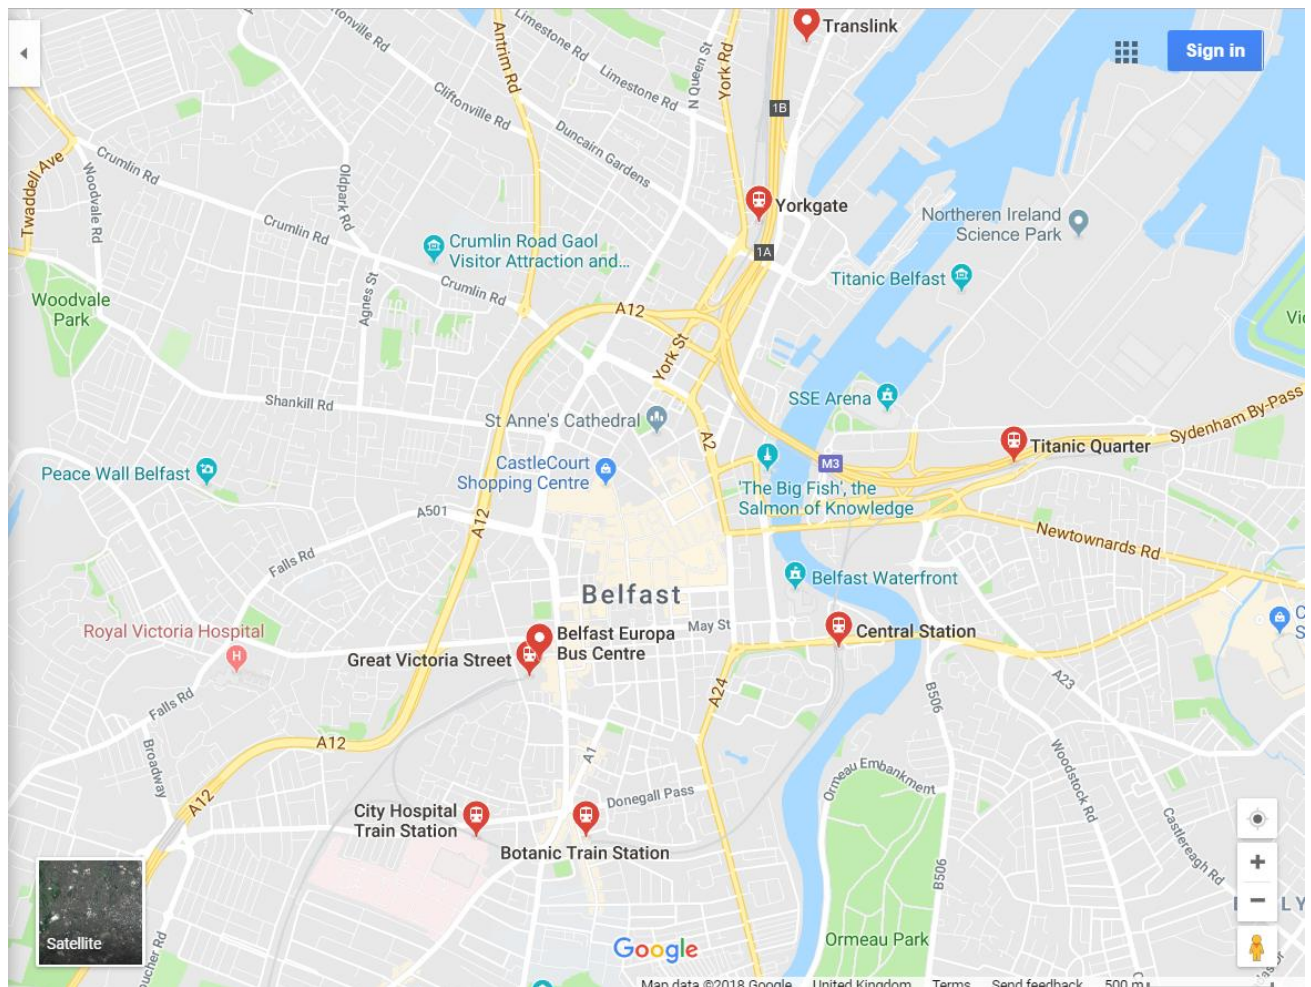 Translink
Sign in
Cliftonville Rd
Limestone Rd
Limestone Rd
Antrim Rd
N Queen St
York Rd
1B
Duncairn Gardens
Twaddell Ave
Woodvale Rd
Crumlin Rd
Oldpark Rd
Crumlin Rd
Yorkgate
Northeren Ireland
Science Park
1A
Crumlin Road Gaol
Visitor Attraction and...
Titanic Belfast
Crumlin Rd
Agnes St
Woodvale
Park
A12
York St
Shankill Rd
St Anne's Cathedral
SSE Arena
A2
Sydenham By-Pass
Titanic Quarter
Peace Wall Belfast
CastleCourt
Shopping Centre
M3
'The Big Fish', the
Salmon of Knowledge
A501
A12
Newtownards Rd
Falls Rd
Belfast Waterfront
Belfast
Royal Victoria Hospital
H
May St
Central Station
Belfast Europa
Bus Centre
Great Victoria Street
Falls Rd
A24
B506
A23
A12
A1
Broadway
Woodstock Rd
Ormeau Embankment
A12
Donegall Pass
City Hospital
Train Station
Botanic Train Station
Castlereagh Rd
B506
Satellite
Google
Ormeau Park
Map data ©2018 Google
United Kingdom
Terms
Send feedback
500 m